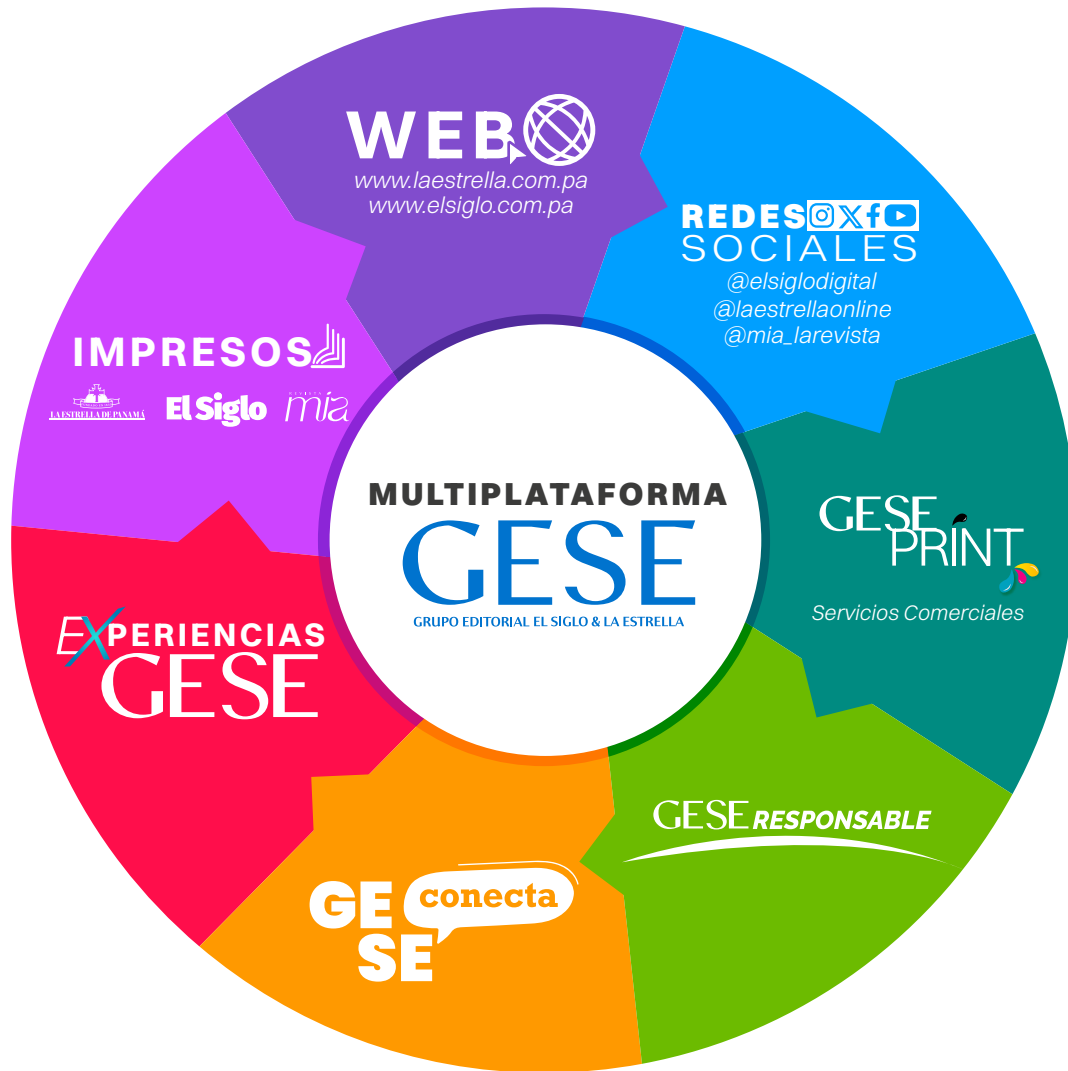 WEB
www.laestrella.com.pa
www.elsiglo.com.pa
REDES
SOCIALES
@elsiglodigital
@laestrellaonline
@mia_larevista
GESE
PRINT
Servicios Comerciales
GESE RESPONSABLE
GE
SE
conecta
EXPERIENCIAS
GESE
IMPRESOS
LA ESTRELLA DE PANAMÁ
El Siglo
REVISTA
mía
MULTIPLATAFORMA
GESE
GRUPO EDITORIAL EL SIGLO & LA ESTRELLA